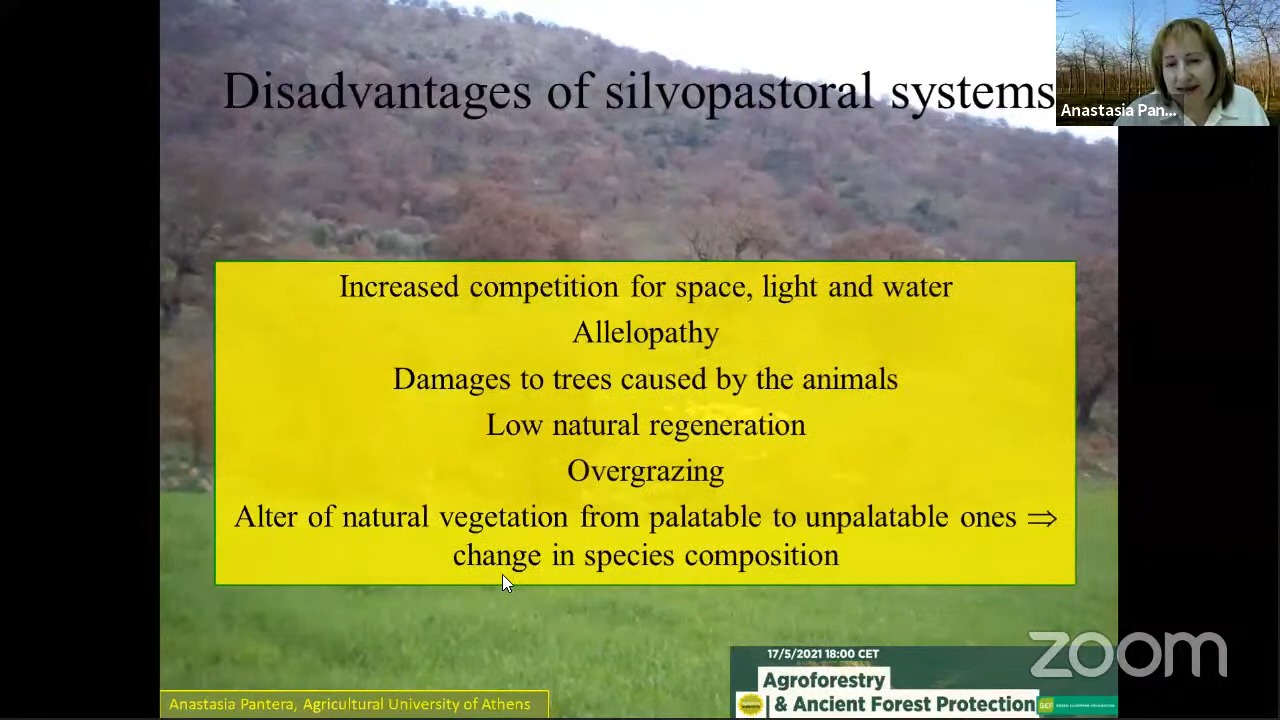 Disadvantages of silvopastoral systems
Anastasia Pan...
Increased competition for space, light and water
Allelopathy
Damages to trees caused by the animals
Low natural regeneration
Overgrazing
Alter of natural vegetation from palatable to unpalatable ones ⇒
change in species composition
zoom
17/5/2021 18:00 CET
Agroforestry
& Ancient Forest Protection
GEF
Anastasia Pantera, Agricultural University of Athens